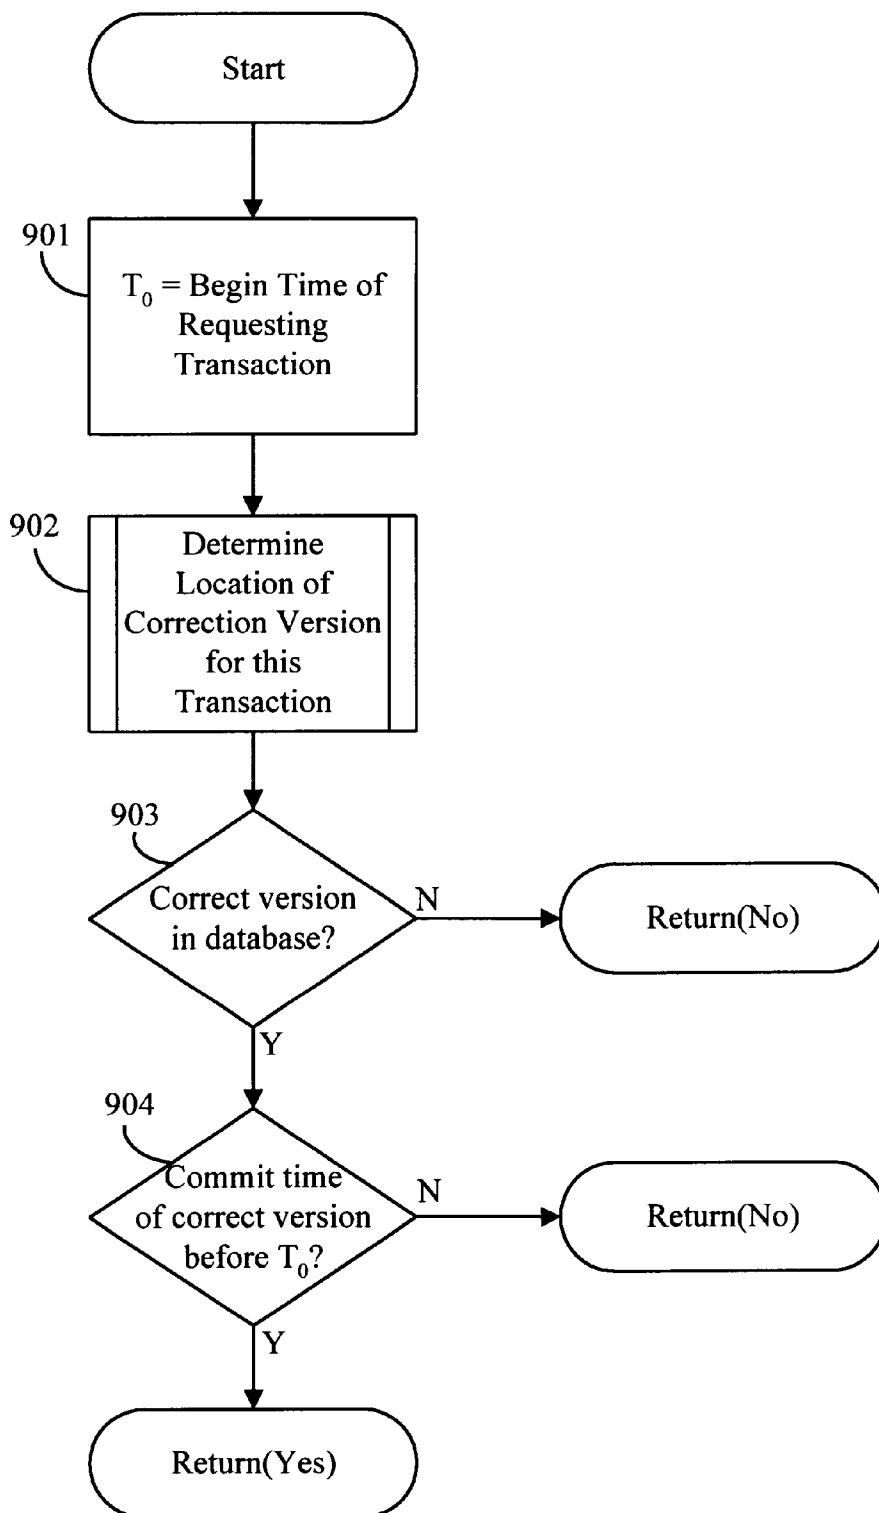 Start
901
T₀ = Begin Time of
Requesting
Transaction
902
Determine
Location of
Correction Version
for this
Transaction
903
Correct version
in database?
N
Return(No)
Y
904
Commit time
of correct version
before T₀?
N
Return(No)
Y
Return(Yes)